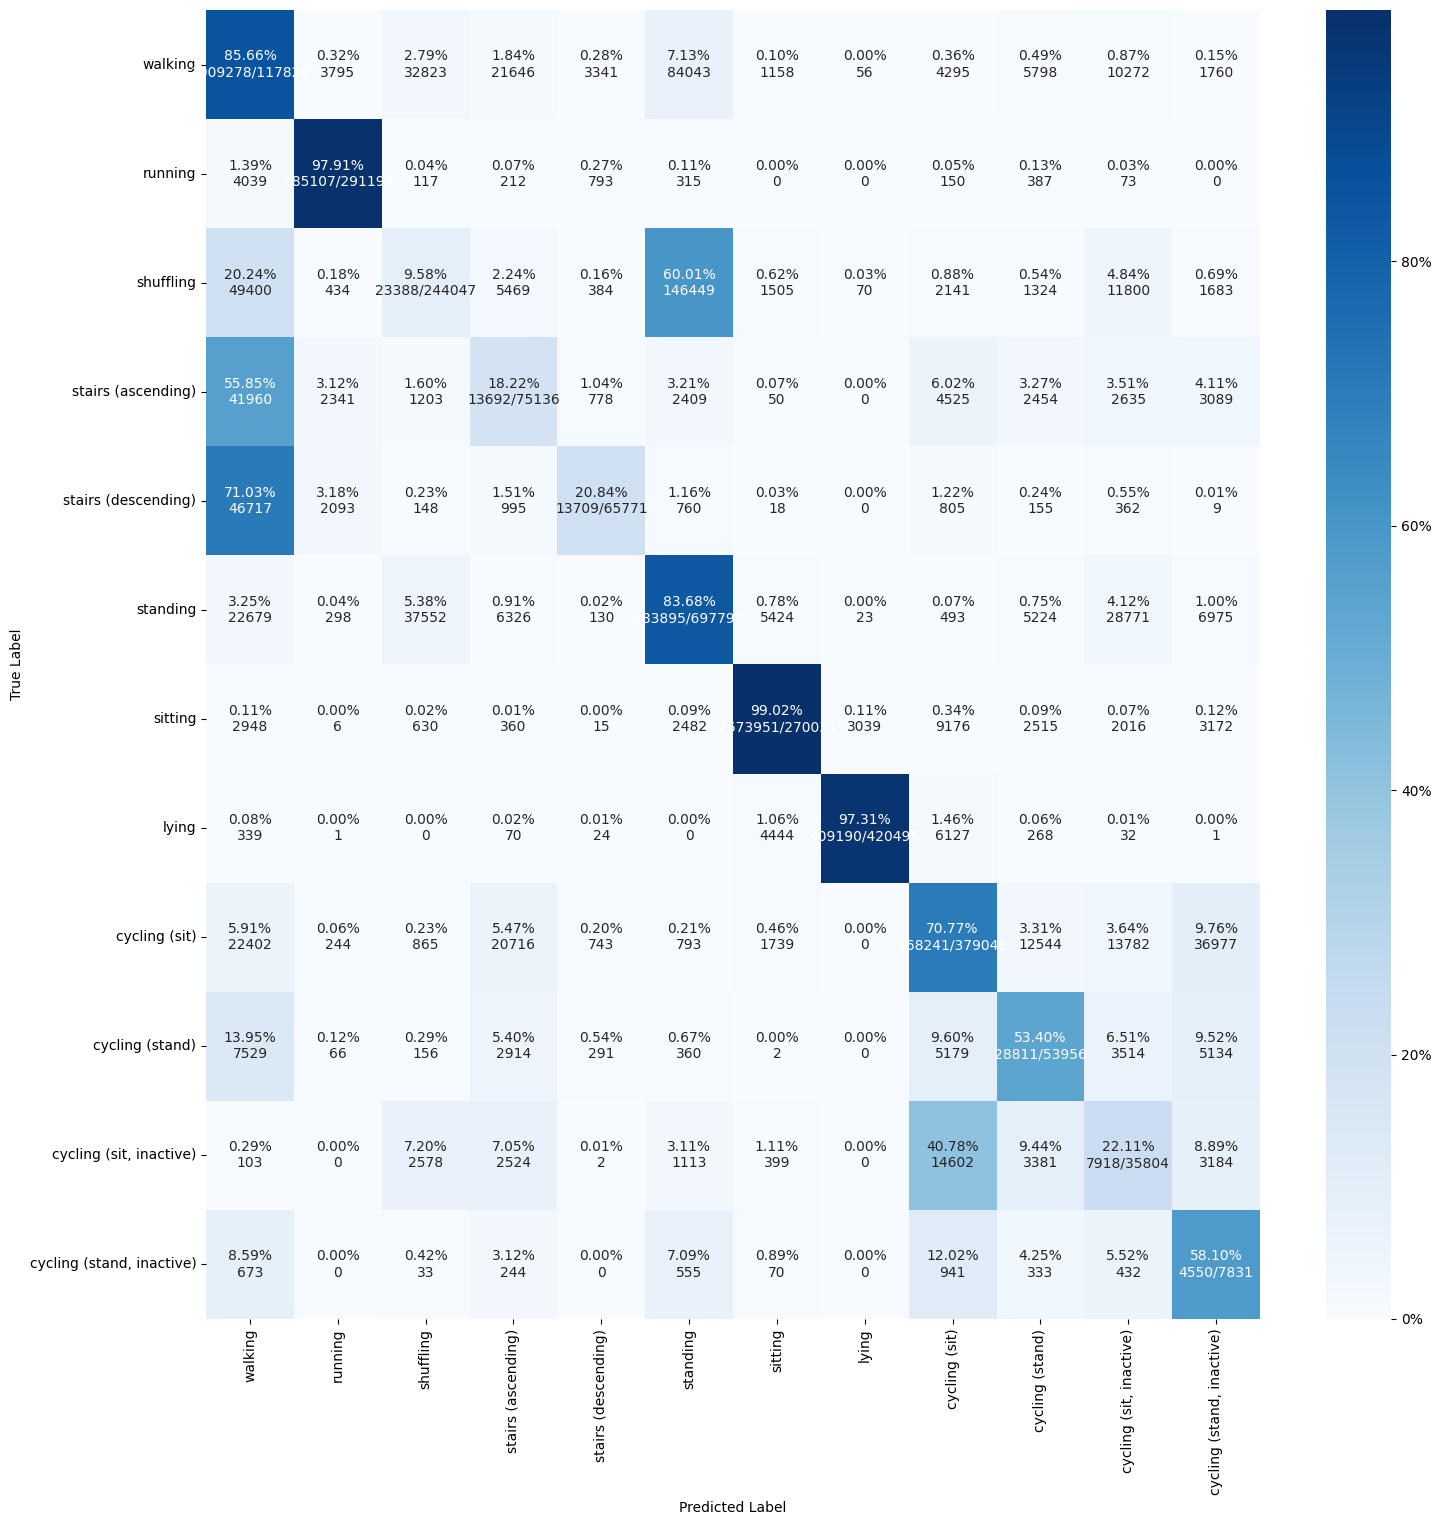 walking
85.66% 0.32% 2.79% 1.84% 0.28% 7.13% 0.10% 0.00% 0.36% 0.49% 0.87% 0.15%
3795 32823 21646 3341 84043 1158 56 4295 5798 10272 1760
running
1.39% 97.91% 0.04% 0.07% 0.27% 0.11% 0.00% 0.00% 0.05% 0.13% 0.03% 0.00%
4039 117 212 793 315 0 0 150 387 73 0
shuffling
20.24% 0.18% 9.58% 2.24% 0.16% 60.01% 0.62% 0.03% 0.88% 0.54% 4.84% 0.69%
49400 434 23388/244047 5469 384 146449 1505 70 2141 1324 11800 1683
stairs (ascending)
55.85% 3.12% 1.60% 18.22% 1.04% 3.21% 0.07% 0.00% 6.02% 3.27% 3.51% 4.11%
41960 2341 1203 13692/75136 778 2409 50 0 4525 2454 2635 3089
stairs (descending)
71.03% 3.18% 0.23% 1.51% 20.84% 1.16% 0.03% 0.00% 1.22% 0.24% 0.55% 0.01%
46717 2093 148 995 13709/65771 760 18 0 805 155 362 9
standing
3.25% 0.04% 5.38% 0.91% 0.02% 83.68% 0.78% 0.00% 0.07% 0.75% 4.12% 1.00%
22679 298 37552 6326 130 5424 23 493 5224 28771 6975
sitting
0.11% 0.00% 0.02% 0.01% 0.00% 0.09% 99.02% 0.11% 0.34% 0.09% 0.07% 0.12%
2948 6 630 360 15 2482 3039 9176 2515 2016 3172
lying
0.08% 0.00% 0.00% 0.02% 0.01% 0.00% 1.06% 97.31% 1.46% 0.06% 0.01% 0.00%
339 1 0 70 24 0 4444 6127 268 32 1
cycling (sit)
5.91% 0.06% 0.23% 5.47% 0.20% 0.21% 0.46% 0.00% 70.77% 3.31% 3.64% 9.76%
22402 244 865 20716 743 793 1739 0 12544 13782 36977
cycling (stand)
13.95% 0.12% 0.29% 5.40% 0.54% 0.67% 0.00% 0.00% 9.60% 53.40% 6.51% 9.52%
7529 66 156 2914 291 360 2 0 5179 28811/53956 3514 5134
cycling (sit, inactive)
0.29% 0.00% 7.20% 7.05% 0.01% 3.11% 1.11% 0.00% 40.78% 9.44% 22.11% 8.89%
103 0 2578 2524 2 1113 399 0 14602 3381 7918/35804 3184
cycling (stand, inactive)
8.59% 0.00% 0.42% 3.12% 0.00% 7.09% 0.89% 0.00% 12.02% 4.25% 5.52% 58.10%
673 0 33 244 0 555 70 0 941 333 432 4550/7831
True Label
walking
running
shuffling
stairs (ascending)
stairs (descending)
standing
sitting
lying
cycling (sit)
cycling (stand)
cycling (sit, inactive)
cycling (stand, inactive)
Predicted Label
80%
60%
40%
20%
0%